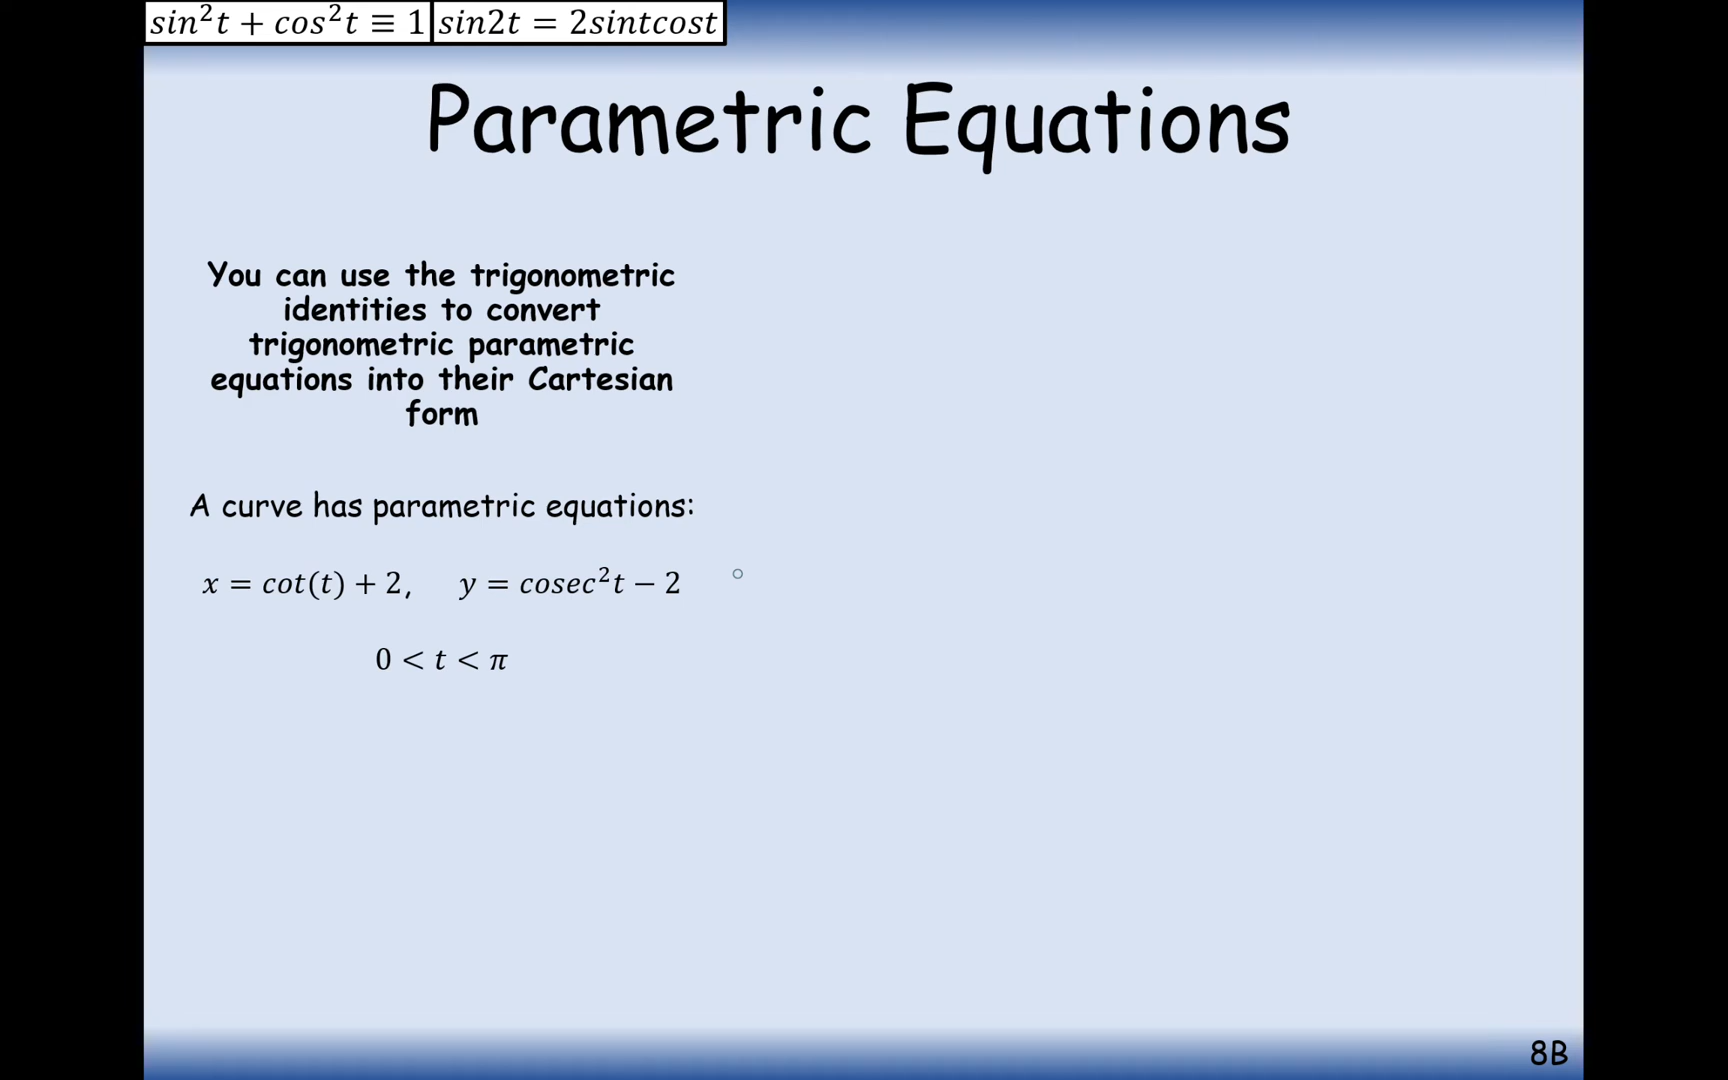 sin²t + cos²t ≡ 1 sin2t = 2sintcost
Parametric Equations
You can use the trigonometric
identities to convert
trigonometric parametric
equations into their Cartesian
form
A curve has parametric equations:
x = cot(t) + 2, y = cosec²t − 2
0 < t < π
8B